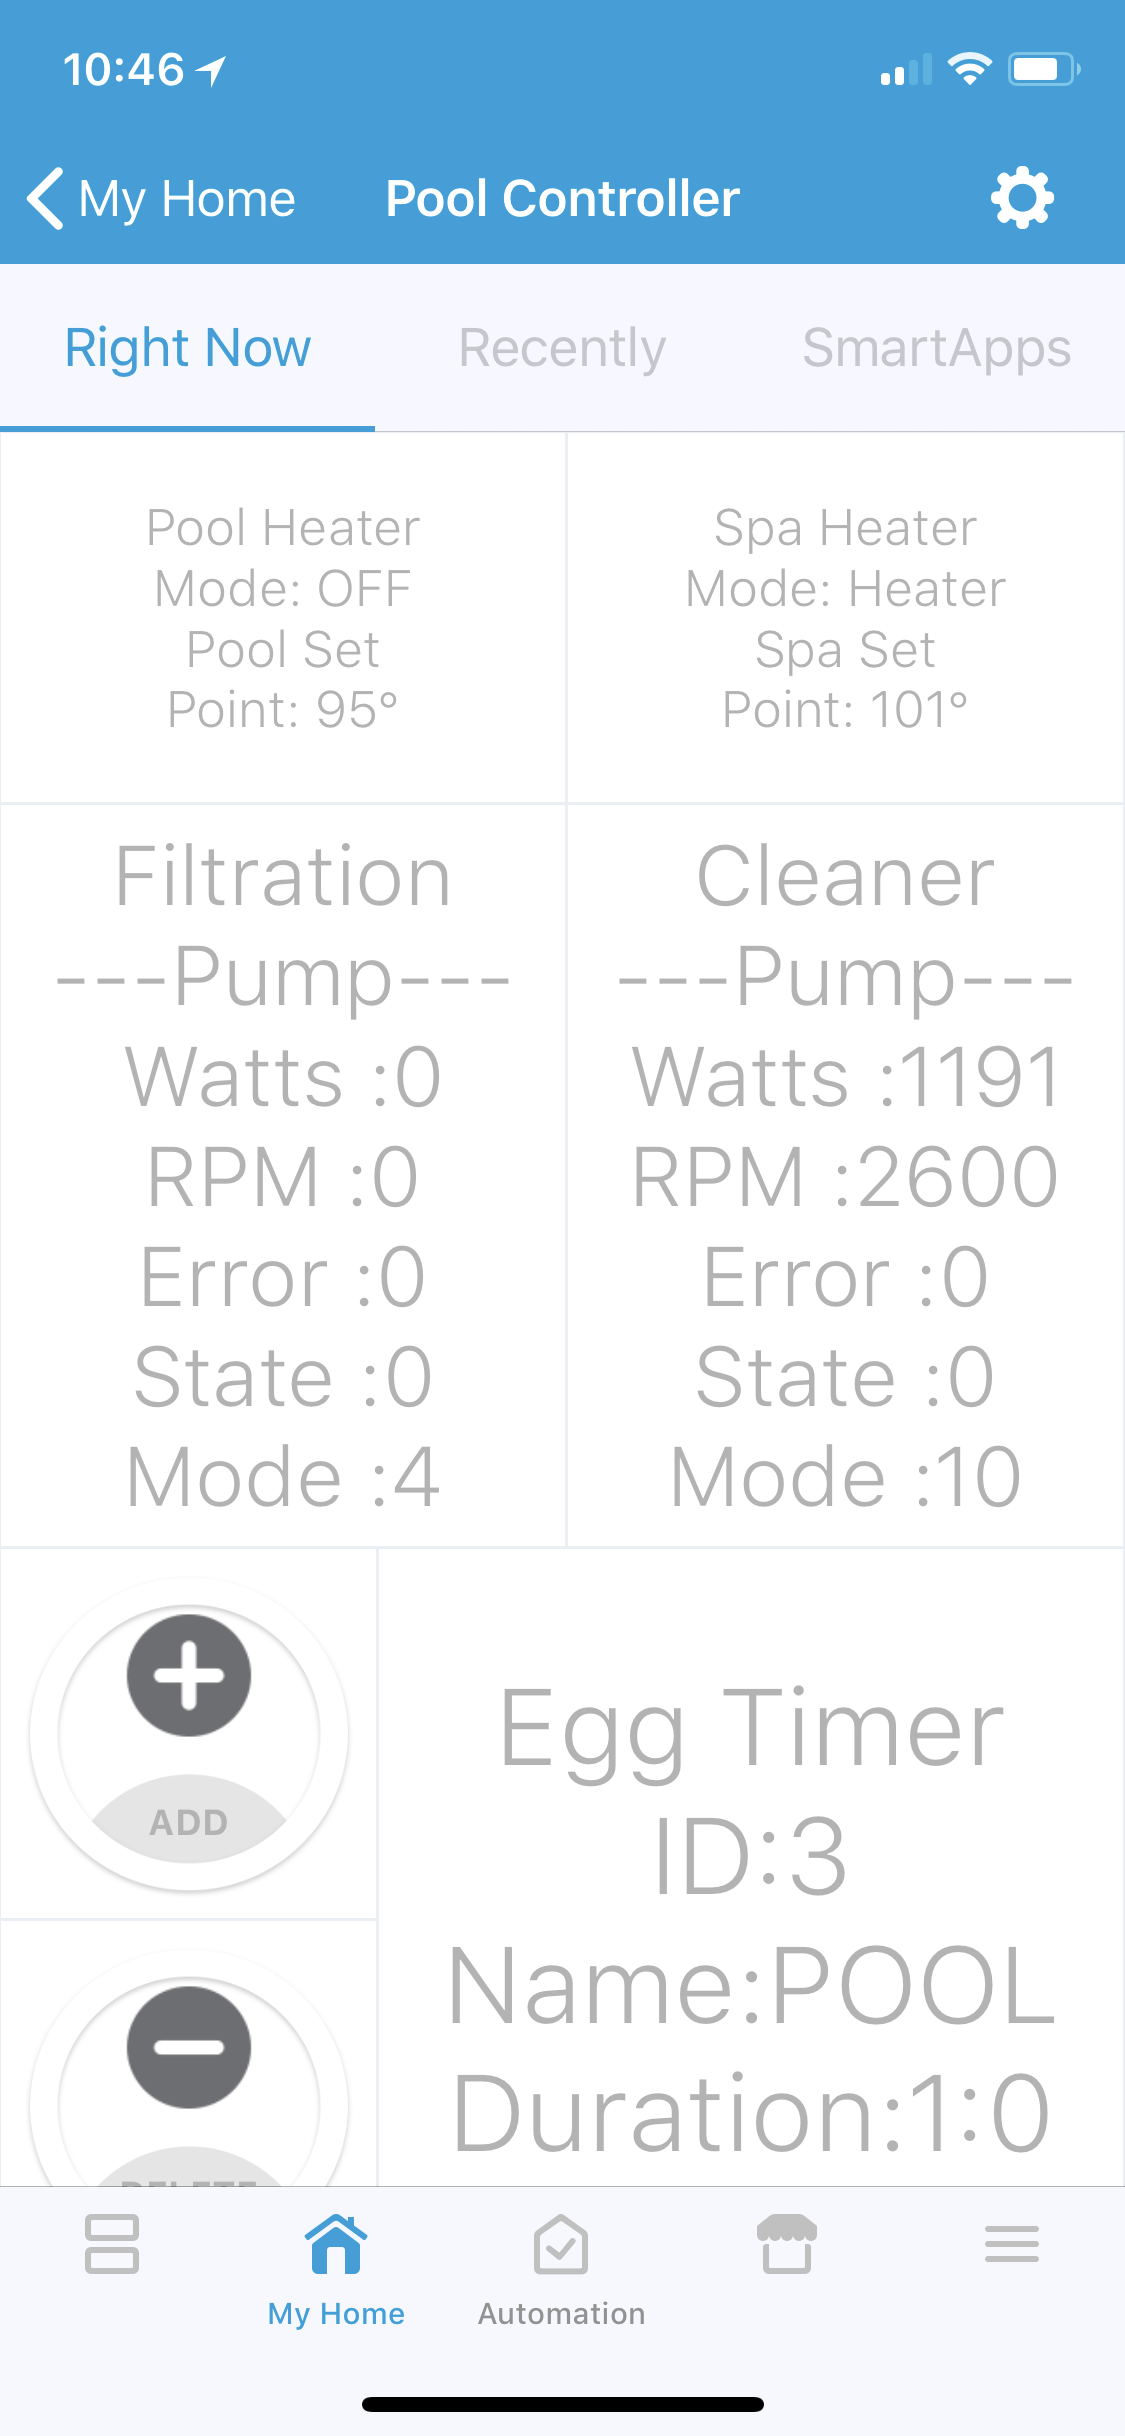 10:46
My Home Pool Controller
Right Now Recently SmartApps
Pool Heater
Mode: OFF
Pool Set
Point: 95°
Spa Heater
Mode: Heater
Spa Set
Point: 101°
Filtration
---Pump---
Watts :0
RPM :0
Error :0
State :0
Mode :4
Cleaner
---Pump---
Watts :1191
RPM :2600
Error :0
State :0
Mode :10
ADD
DELETE
Egg Timer
ID:3
Name:POOL
Duration:1:0
My Home
Automation